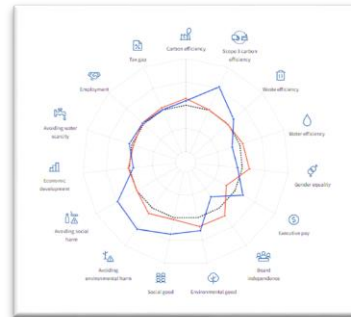 Carbon efficiency
Scope 3 carbon
efficiency
Waste efficiency
Water efficiency
Gender equality
Executive pay
Board
independence
Environmental good
Social good
Avoiding
environmental harm
Avoiding social
harm
Economic
development
Avoiding water
scarcity
Employment
Tax gap